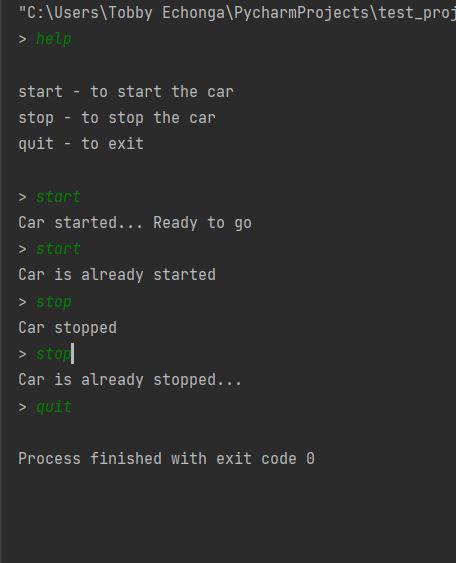 "C:\Users\Tobby Echonga\PycharmProjects\test_proj
> help
start - to start the car
stop - to stop the car
quit - to exit
> start
Car started... Ready to go
> start
Car is already started
> stop
Car stopped
> stop
Car is already stopped...
> quit
Process finished with exit code 0